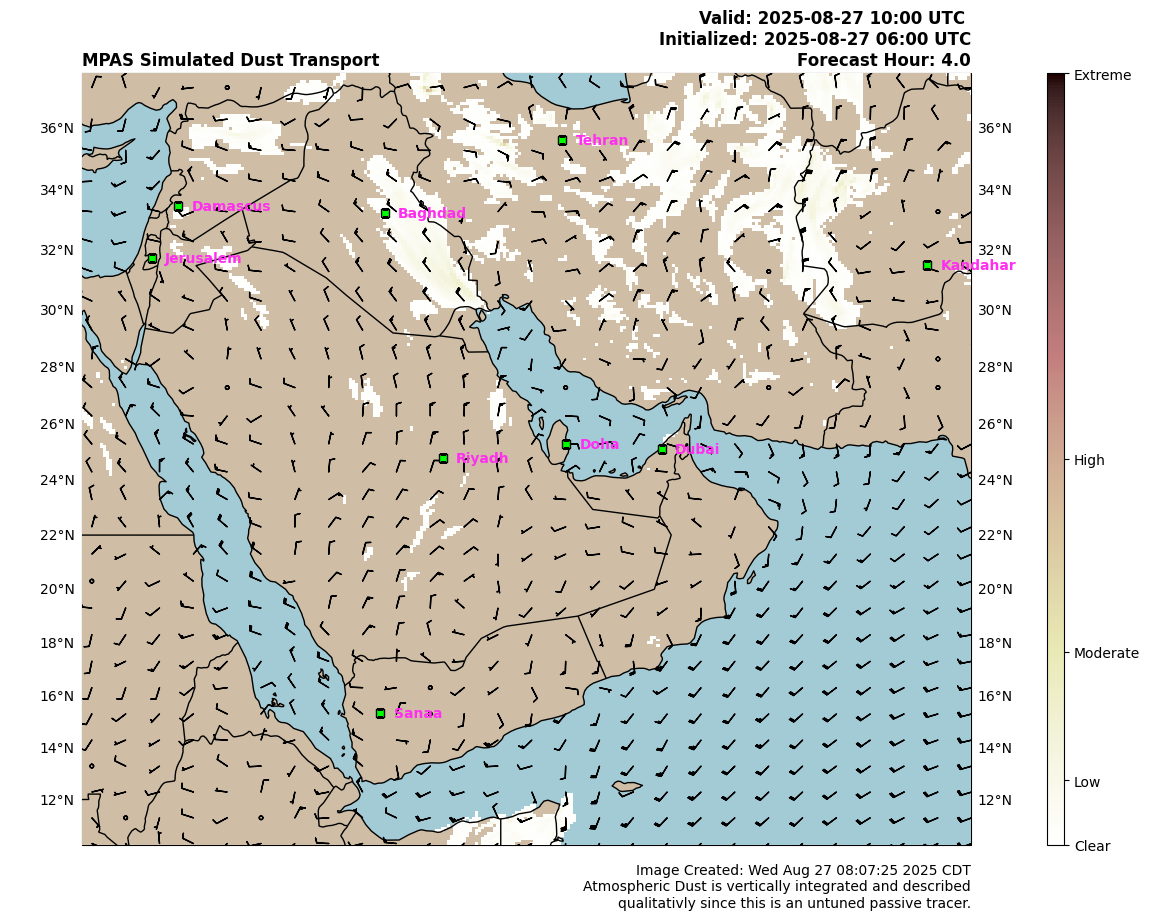 Valid: 2025-08-27 10:00 UTC
Initialized: 2025-08-27 06:00 UTC
MPAS Simulated Dust Transport
Forecast Hour: 4.0
Extreme
High
Moderate
Low
Clear
36°N
34°N
32°N
30°N
28°N
26°N
24°N
22°N
20°N
18°N
16°N
14°N
12°N
36°N
34°N
32°N
30°N
28°N
26°N
24°N
22°N
20°N
18°N
16°N
14°N
12°N
Tehran
Damascus
Baghdad
Jerusalem
Kandahar
Doha
Dubai
Riyadh
Sanaa
Image Created: Wed Aug 27 08:07:25 2025 CDT
Atmospheric Dust is vertically integrated and described
qualitativly since this is an untuned passive tracer.